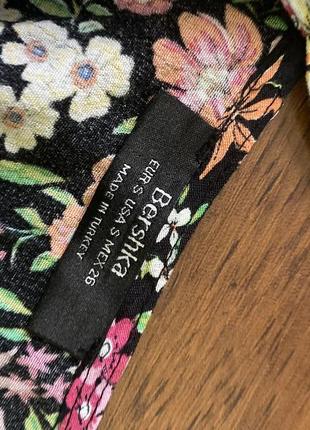 Bershka
EUR S USA S MEX 26
MADE IN TURKEY